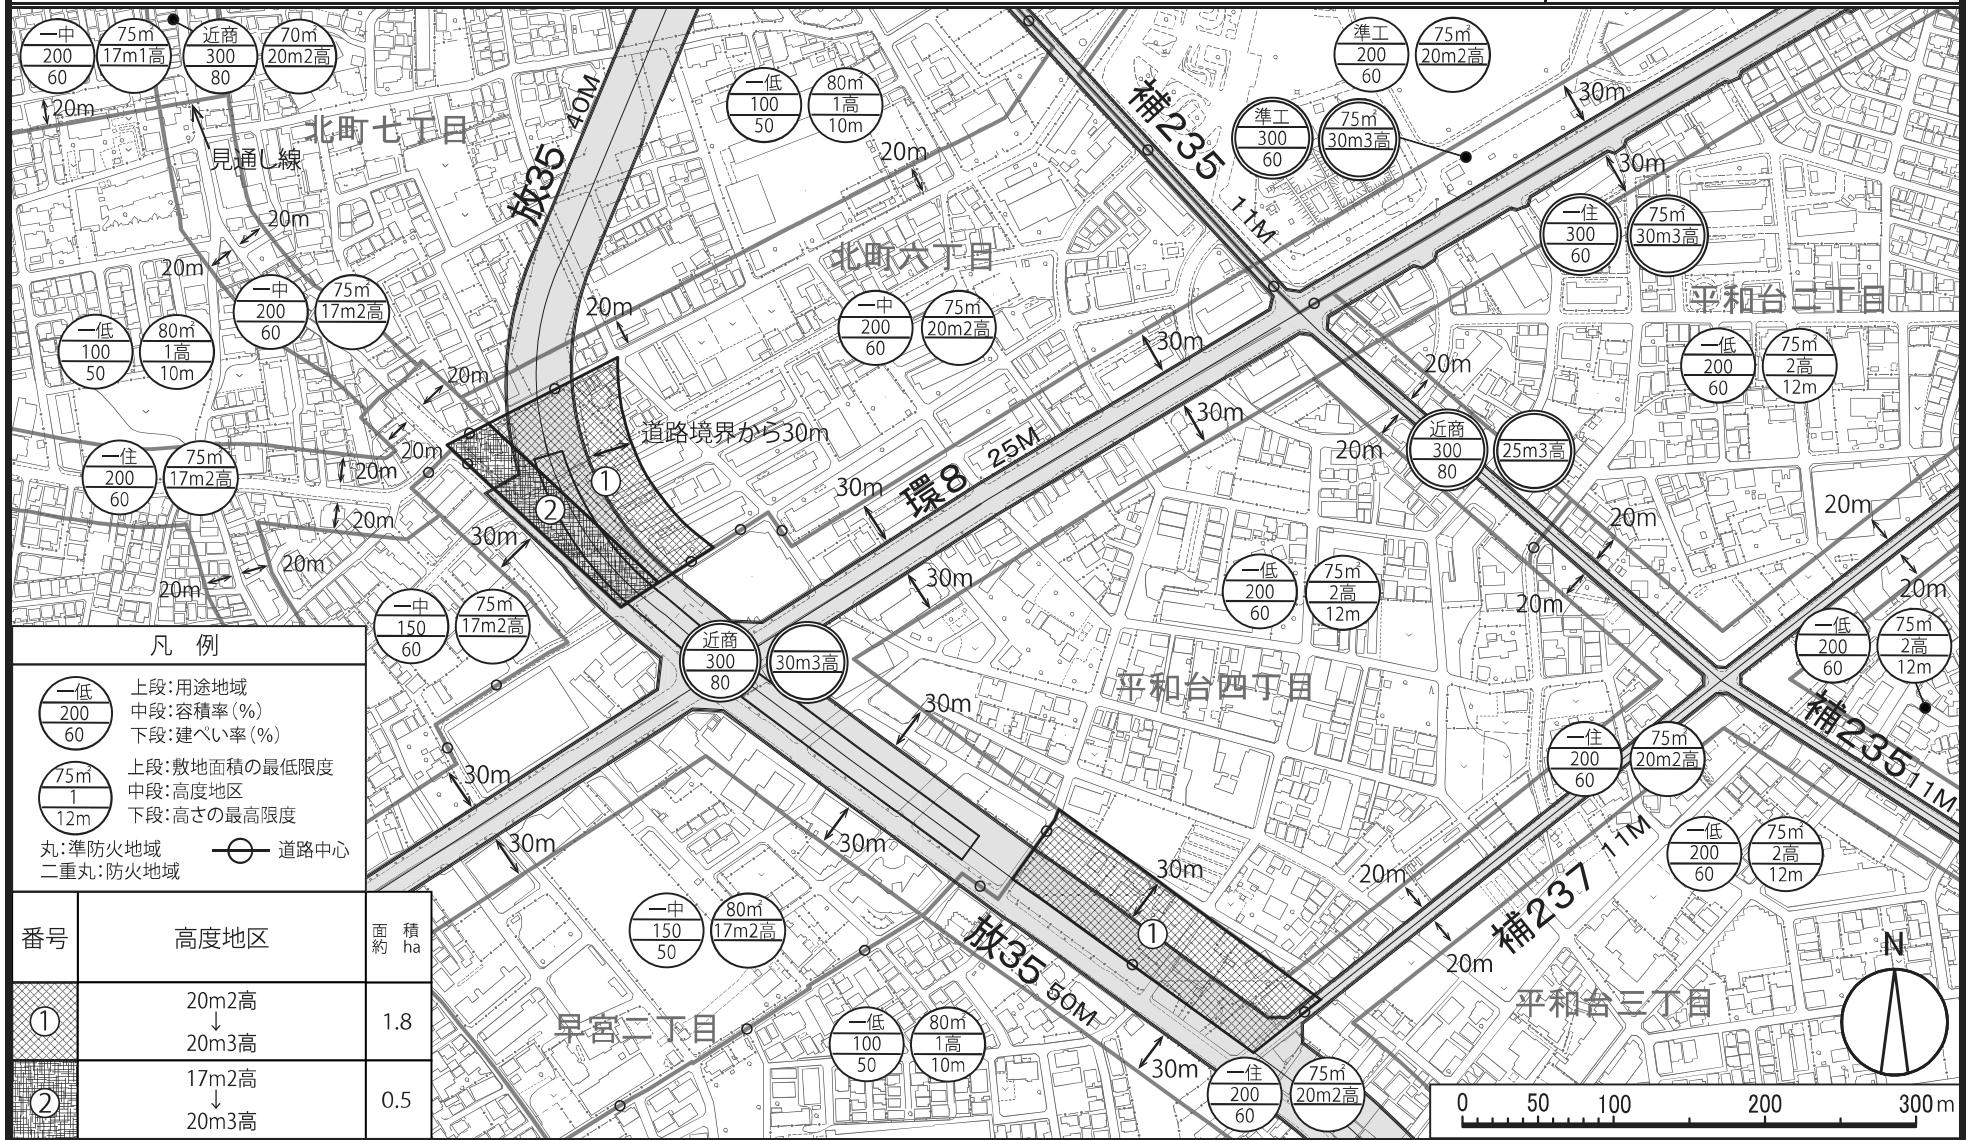 一中
200
60
75㎡
17m1高
近商
300
80
70㎡
20m2高
20m
見通し線
北町七丁目
放35
40M
一低
100
50
80㎡
1高
10m
20m
補235
11M
準工
200
60
75㎡
20m2高
30m
準工
300
60
75㎡
30m3高
30m
一住
300
60
75㎡
30m3高
平和台二丁目
20m
20m
一中
200
60
75㎡
17m2高
一低
100
50
80㎡
1高
10m
20m
北町六丁目
一中
200
60
75㎡
20m2高
30m
20m
20m
一低
200
60
75㎡
2高
12m
近商
300
80
25m3高
一住
200
60
75㎡
17m2高
20m
20m
20m
20m
20m
道路境界から30m
①
②
30m
30m
環8
25M
30m
30m
20m
20m
20m
20m
一中
150
60
75㎡
17m2高
近商
300
80
30m3高
一低
200
60
75㎡
2高
12m
一低
200
60
75㎡
2高
12m
平和台四丁目
30m
補235
11M
一住
200
60
75㎡
20m2高
凡 例
一低
200
60
上段:用途地域
中段:容積率(%)
下段:建ぺい率(%)
75㎡
1
12m
上段:敷地面積の最低限度
中段:高度地区
下段:高さの最高限度
丸:準防火地域
道路中心
二重丸:防火地域
30m
30m
30m
30m
20m
補237
11M
20m
一低
200
60
75㎡
2高
12m
一中
150
50
80㎡
17m2高
放35
50M
①
早宮二丁目
一低
100
50
80㎡
1高
10m
30m
一住
200
60
75㎡
20m2高
平和台三丁目
N
番号
高度地区
面積
約ha
①
20m2高
↓
20m3高
1.8
②
17m2高
↓
20m3高
0.5
0 50 100 200 300m